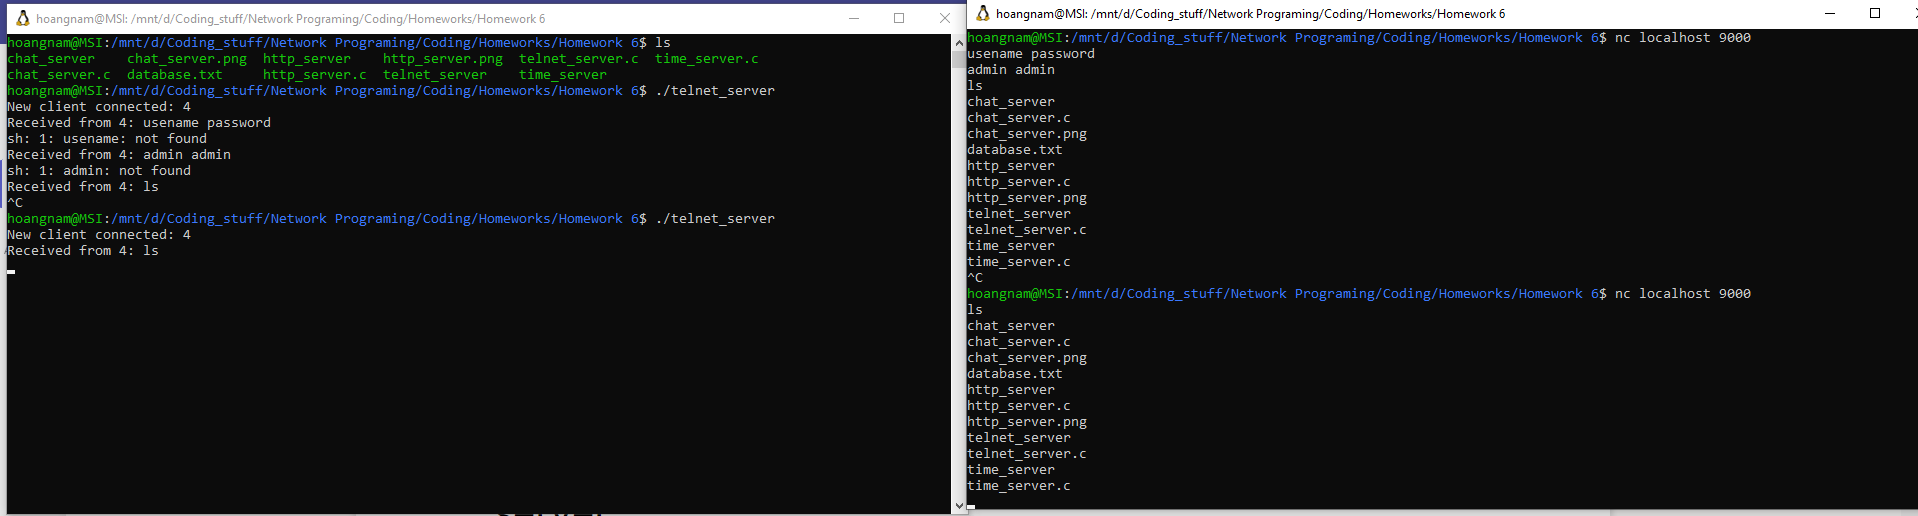 hoangnam@MSI: /mnt/d/Coding_stuff/Network Programing/Coding/Homeworks/Homework 6
hoangnam@MSI:/mnt/d/Coding_stuff/Network Programing/Coding/Homeworks/Homework 6$ ls
chat_server    chat_server.png  http_server    http_server.png  telnet_server.c  time_server.c
chat_server.c  database.txt     http_server.c  telnet_server    time_server
hoangnam@MSI:/mnt/d/Coding_stuff/Network Programing/Coding/Homeworks/Homework 6$ ./telnet_server
New client connected: 4
Received from 4: usename password
sh: 1: usename: not found
Received from 4: admin admin
sh: 1: admin: not found
Received from 4: ls
^C
hoangnam@MSI:/mnt/d/Coding_stuff/Network Programing/Coding/Homeworks/Homework 6$ ./telnet_server
New client connected: 4
Received from 4: ls
hoangnam@MSI: /mnt/d/Coding_stuff/Network Programing/Coding/Homeworks/Homework 6
hoangnam@MSI:/mnt/d/Coding_stuff/Network Programing/Coding/Homeworks/Homework 6$ nc localhost 9000
usename password
admin admin
ls
chat_server
chat_server.c
chat_server.png
database.txt
http_server
http_server.c
http_server.png
telnet_server
telnet_server.c
time_server
time_server.c
^C
hoangnam@MSI:/mnt/d/Coding_stuff/Network Programing/Coding/Homeworks/Homework 6$ nc localhost 9000
ls
chat_server
chat_server.c
chat_server.png
database.txt
http_server
http_server.c
http_server.png
telnet_server
telnet_server.c
time_server
time_server.c